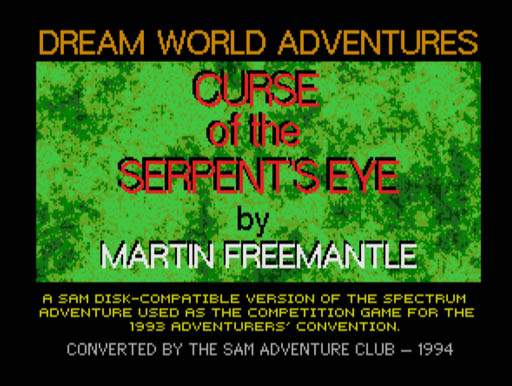 DREAM WORLD ADVENTURES
CURSE
of the
SERPENT'S EYE
by
MARTIN FREEMANTLE
A SAM DISK-COMPATIBLE VERSION OF THE SPECTRUM
ADVENTURE USED AS THE COMPETITION GAME FOR THE
1993 ADVENTURERS' CONVENTION.
CONVERTED BY THE SAM ADVENTURE CLUB – 1994